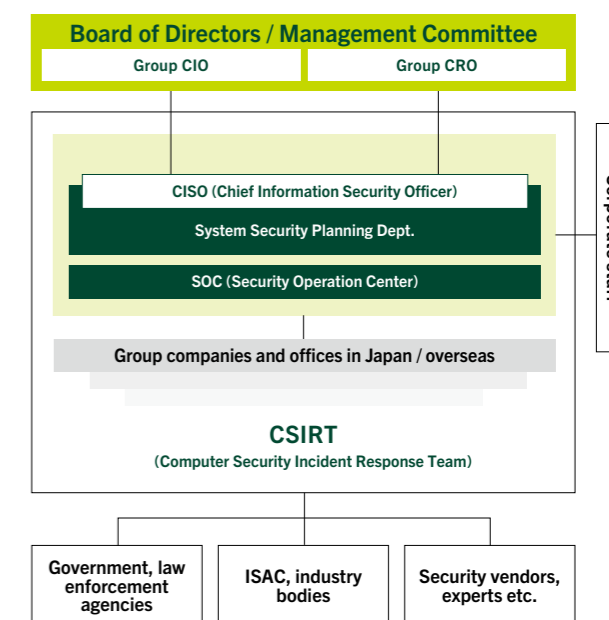 Board of Directors / Management Committee
Group CIO
Group CRO
CISO (Chief Information Security Officer)
System Security Planning Dept.
SOC (Security Operation Center)
Group companies and offices in Japan / overseas
CSIRT
(Computer Security Incident Response Team)
Government, law
enforcement
agencies
ISAC, industry
bodies
Security vendors,
experts etc.